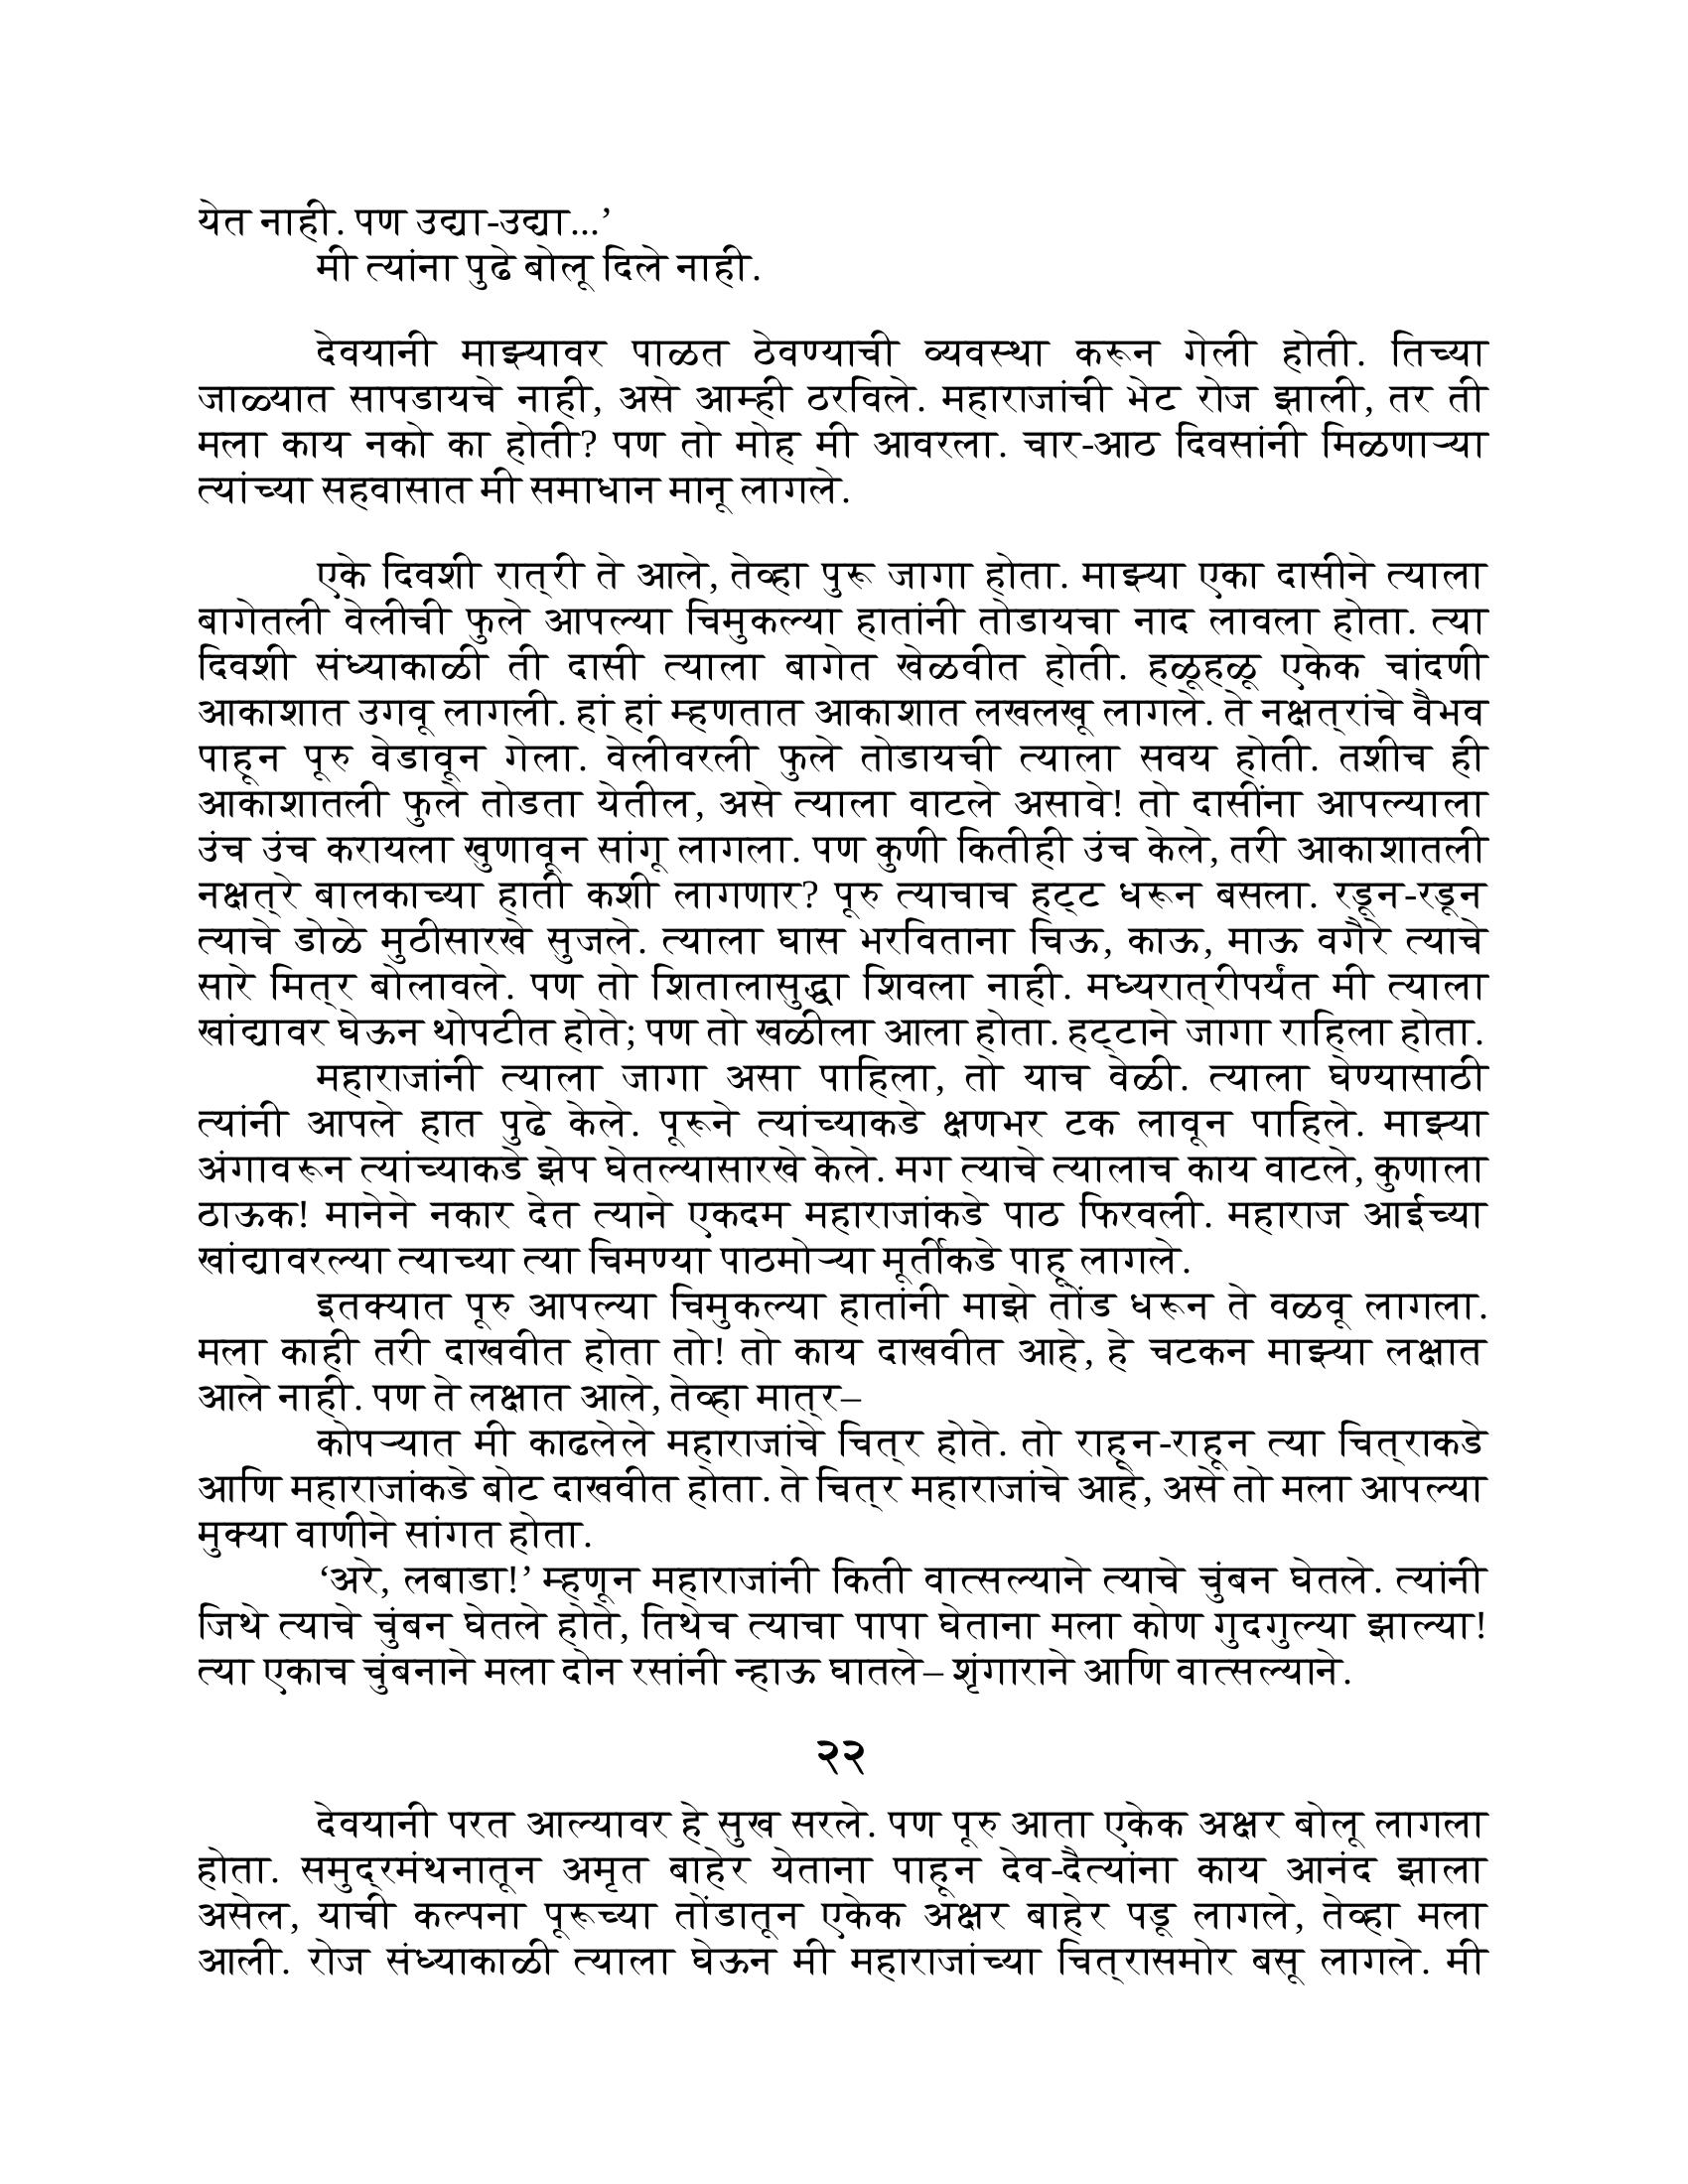 येत नाही. पण उद्या-उद्या...’
मी त्यांना पुढे बोलू दिले नाही.
देवयानी माझ्यावर पाळत ठेवण्याची व्यवस्था करून गेली होती. तिच्या
जाळ्यात सापडायचे नाही, असे आम्ही ठरविले. महाराजांची भेट रोज झाली, तर ती
मला काय नको का होती? पण तो मोह मी आवरला. चार-आठ दिवसांनी मिळणाऱ्या
त्यांच्या सहवासात मी समाधान मानू लागले.
एके दिवशी रात्री ते आले, तेव्हा पुरू जागा होता. माझ्या एका दासीने त्याला
बागेतली वेलीची फुले आपल्या चिमुकल्या हातांनी तोडायचा नाद लावला होता. त्या
दिवशी संध्याकाळी ती दासी त्याला बागेत खेळवीत होती. हळूहळू एकेक चांदणी
आकाशात उगवू लागली. हां हां म्हणतात आकाशात लखलखू लागले. ते नक्षत्रांचे वैभव
पाहून पूरु वेडावून गेला. वेलीवरली फुले तोडायची त्याला सवय होती. तशीच ही
आकाशातली फुले तोडता येतील, असे त्याला वाटले असावे! तो दासींना आपल्याला
उंच उंच करायला खुणावून सांगू लागला. पण कुणी कितीही उंच केले, तरी आकाशातली
नक्षत्रे बालकाच्या हाती कशी लागणार? पूरु त्याचाच हट्ट धरून बसला. रडून-रडून
त्याचे डोळे मुठीसारखे सुजले. त्याला घास भरविताना चिऊ, काऊ, माऊ वगैरे त्याचे
सारे मित्र बोलावले. पण तो शितालासुद्धा शिवला नाही. मध्यरात्रीपर्यंत मी त्याला
खांद्यावर घेऊन थोपटीत होते; पण तो खळीला आला होता. हट्टाने जागा राहिला होता.
महाराजांनी त्याला जागा असा पाहिला, तो याच वेळी. त्याला घेण्यासाठी
त्यांनी आपले हात पुढे केले. पूरूने त्यांच्याकडे क्षणभर टक लावून पाहिले. माझ्या
अंगावरून त्यांच्याकडे झेप घेतल्यासारखे केले. मग त्याचे त्यालाच काय वाटले, कुणाला
ठाऊक! मानेने नकार देत त्याने एकदम महाराजांकडे पाठ फिरवली. महाराज आईच्या
खांद्यावरल्या त्याच्या त्या चिमण्या पाठमोऱ्या मूर्तीकडे पाहू लागले.
इतक्यात पूरु आपल्या चिमुकल्या हातांनी माझे तोंड धरून ते वळवू लागला.
मला काही तरी दाखवीत होता तो! तो काय दाखवीत आहे, हे चटकन माझ्या लक्षात
आले नाही. पण ते लक्षात आले, तेव्हा मात्र–
कोपऱ्यात मी काढलेले महाराजांचे चित्र होते. तो राहून-राहून त्या चित्राकडे
आणि महाराजांकडे बोट दाखवीत होता. ते चित्र महाराजांचे आहे, असे तो मला आपल्या
मुक्या वाणीने सांगत होता.
‘अरे, लबाडा!’ म्हणून महाराजांनी किती वात्सल्याने त्याचे चुंबन घेतले. त्यांनी
जिथे त्याचे चुंबन घेतले होते, तिथेच त्याचा पापा घेताना मला कोण गुदगुल्या झाल्या!
त्या एकाच चुंबनाने मला दोन रसांनी न्हाऊ घातले– शृंगाराने आणि वात्सल्याने.
२२
देवयानी परत आल्यावर हे सुख सरले. पण पूरु आता एकेक अक्षर बोलू लागला
होता. समुद्रमंथनातून अमृत बाहेर येताना पाहून देव-दैत्यांना काय आनंद झाला
असेल, याची कल्पना पूरूच्या तोंडातून एकेक अक्षर बाहेर पडू लागले, तेव्हा मला
आली. रोज संध्याकाळी त्याला घेऊन मी महाराजांच्या चित्रासमोर बसू लागले. मी